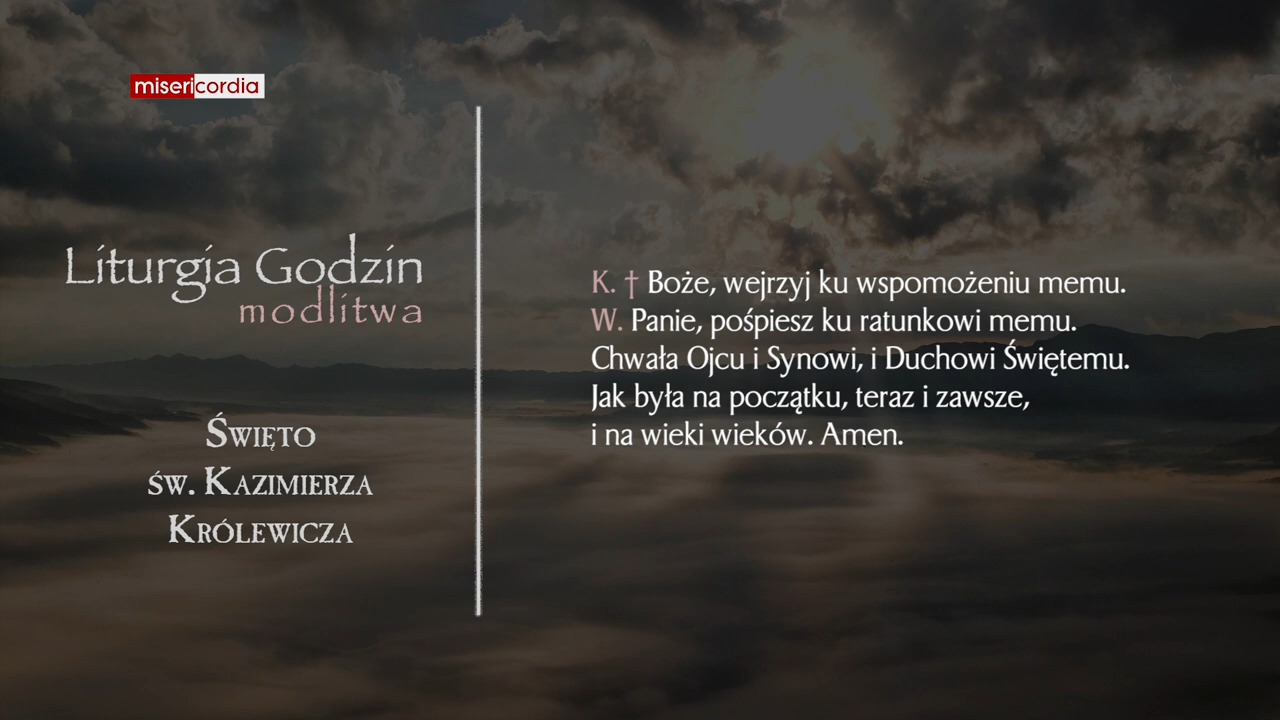 misericordia
Liturgia Godzin
modlitwa
Święto
św. Kazimierza
Królewicza
K. † Boże, wejrzyj ku wspomożeniu memu.
W. Panie, pośpiesz ku ratunkowi memu.
Chwała Ojcu i Synowi, i Duchowi Świętemu.
Jak była na początku, teraz i zawsze,
i na wieki wieków. Amen.